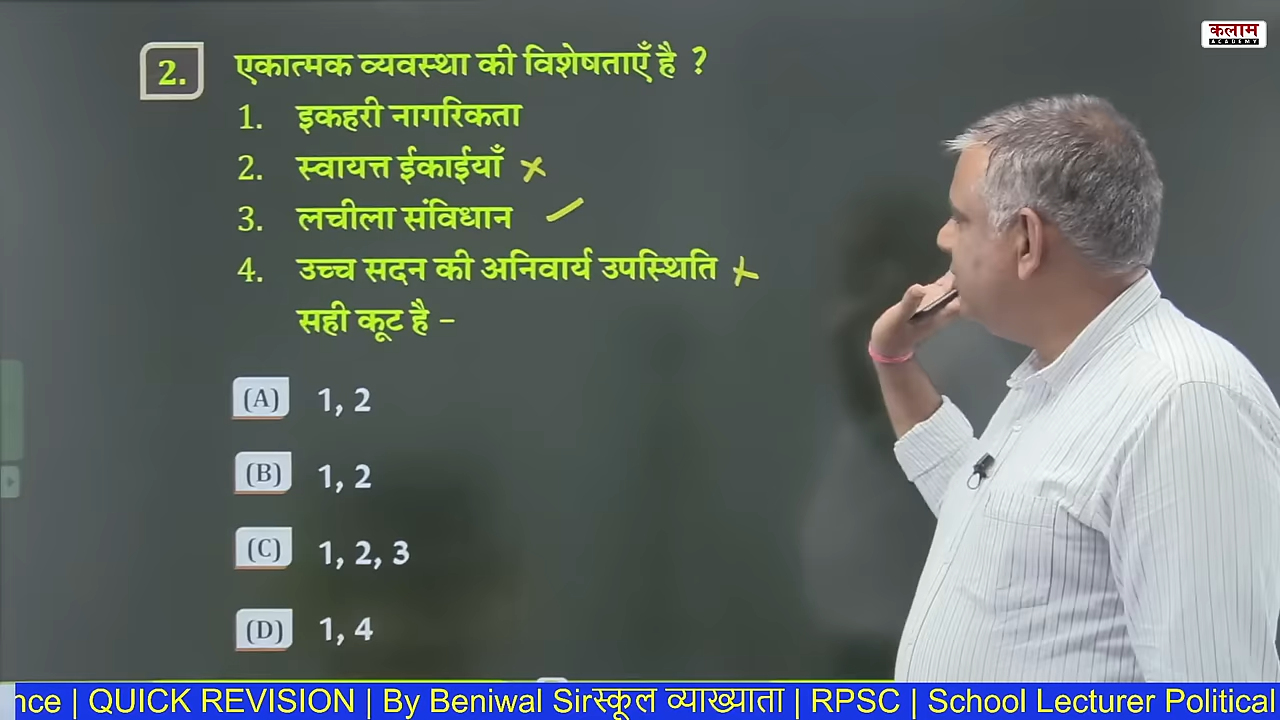 कलाम
ACADEMY
2. एकात्मक व्यवस्था की विशेषताएँ है ?
1. इकहरी नागरिकता
2. स्वायत्त ईकाईयाँ ×
3. लचीला संविधान
4. उच्च सदन की अनिवार्य उपस्थिति ×
सही कूट है –
(A) 1, 2
(B) 1, 2
(C) 1, 2, 3
(D) 1, 4
nce | QUICK REVISION | By Beniwal Sirस्कूल व्याख्याता | RPSC | School Lecturer Political